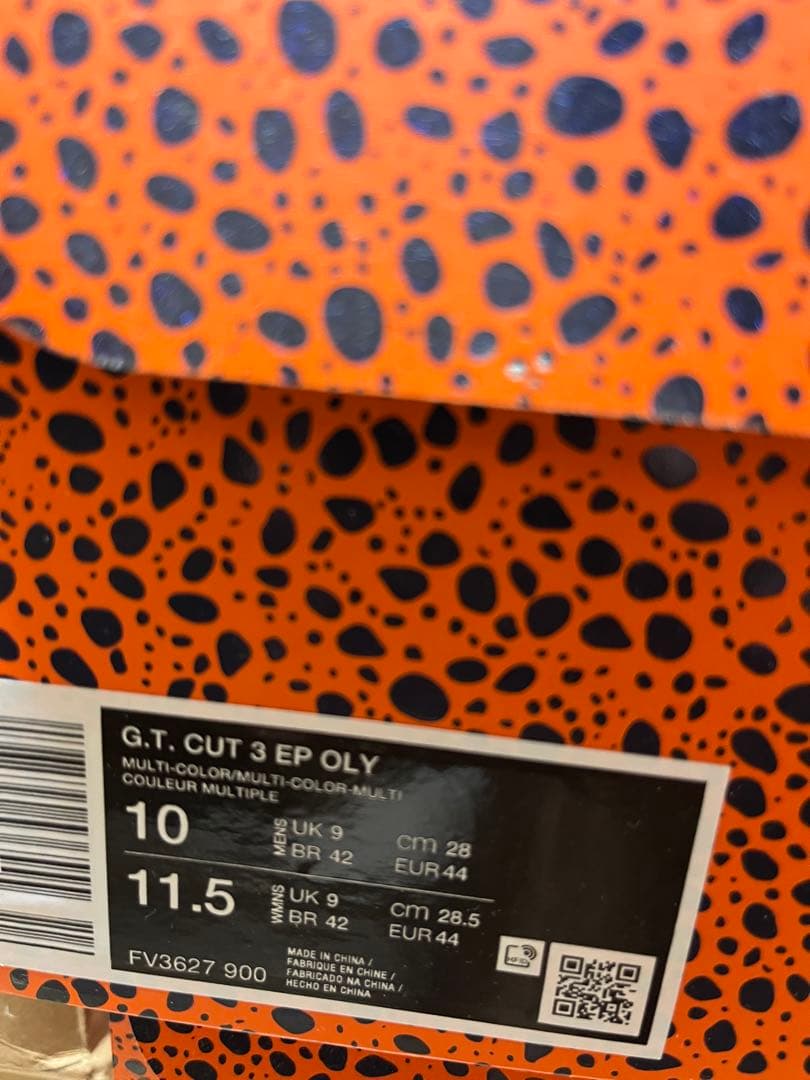 G.T. CUT 3 EP OLY
MULTI-COLOR/MULTI-COLOR-MULTI
COULEUR MULTIPLE
10 MENS UK 9 cm 28
BR 42 EUR 44
11.5 WMNS UK 9 cm 28.5
BR 42 EUR 44
FV3627 900
MADE IN CHINA /
FABRIQUE EN CHINE /
FABRICADO NA CHINA /
HECHO EN CHINA
RFID